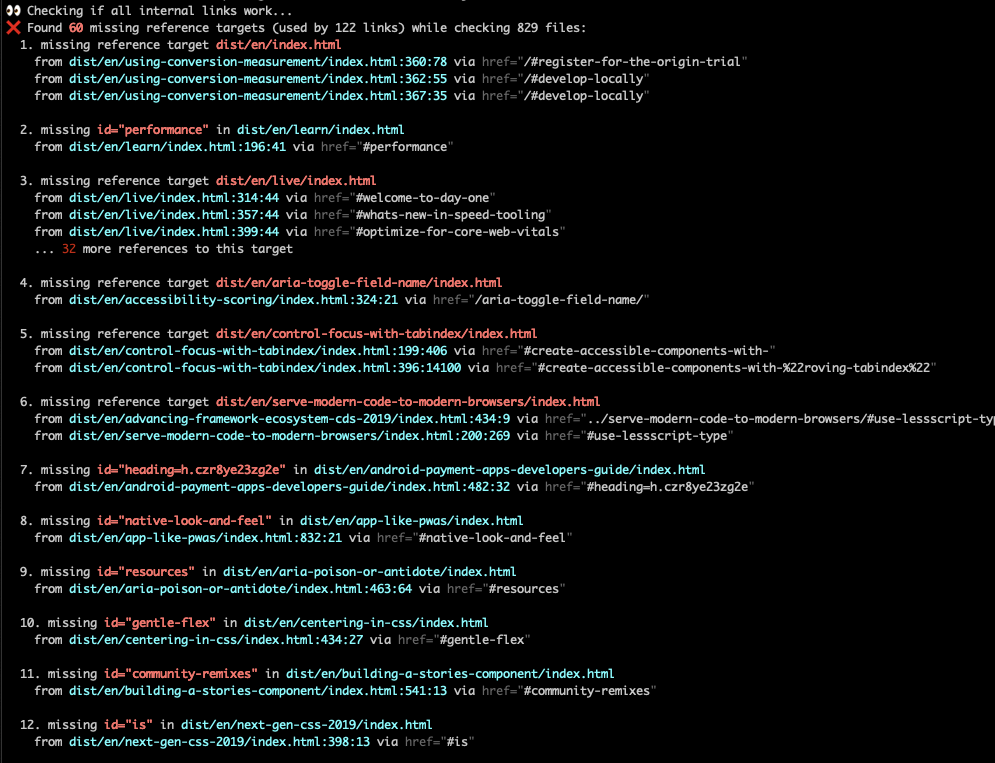 👀 Checking if all internal links work...
❌ Found 60 missing reference targets (used by 122 links) while checking 829 files:
1. missing reference target dist/en/index.html
from dist/en/using-conversion-measurement/index.html:360:78 via href="/#register-for-the-origin-trial"
from dist/en/using-conversion-measurement/index.html:362:55 via href="/#develop-locally"
from dist/en/using-conversion-measurement/index.html:367:35 via href="/#develop-locally"
2. missing id="performance" in dist/en/learn/index.html
from dist/en/learn/index.html:196:41 via href="#performance"
3. missing reference target dist/en/live/index.html
from dist/en/live/index.html:314:44 via href="#welcome-to-day-one"
from dist/en/live/index.html:357:44 via href="#whats-new-in-speed-tooling"
from dist/en/live/index.html:399:44 via href="#optimize-for-core-web-vitals"
... 32 more references to this target
4. missing reference target dist/en/aria-toggle-field-name/index.html
from dist/en/accessibility-scoring/index.html:324:21 via href="/aria-toggle-field-name/"
5. missing reference target dist/en/control-focus-with-tabindex/index.html
from dist/en/control-focus-with-tabindex/index.html:199:406 via href="#create-accessible-components-with-"
from dist/en/control-focus-with-tabindex/index.html:396:14100 via href="#create-accessible-components-with-%22roving-tabindex%22"
6. missing reference target dist/en/serve-modern-code-to-modern-browsers/index.html
from dist/en/advancing-framework-ecosystem-cds-2019/index.html:434:9 via href="../serve-modern-code-to-modern-browsers/#use-lessscript-typ
from dist/en/serve-modern-code-to-modern-browsers/index.html:200:269 via href="#use-lessscript-type"
7. missing id="heading=h.czr8ye23zg2e" in dist/en/android-payment-apps-developers-guide/index.html
from dist/en/android-payment-apps-developers-guide/index.html:482:32 via href="#heading=h.czr8ye23zg2e"
8. missing id="native-look-and-feel" in dist/en/app-like-pwas/index.html
from dist/en/app-like-pwas/index.html:832:21 via href="#native-look-and-feel"
9. missing id="resources" in dist/en/aria-poison-or-antidote/index.html
from dist/en/aria-poison-or-antidote/index.html:463:64 via href="#resources"
10. missing id="gentle-flex" in dist/en/centering-in-css/index.html
from dist/en/centering-in-css/index.html:434:27 via href="#gentle-flex"
11. missing id="community-remixes" in dist/en/building-a-stories-component/index.html
from dist/en/building-a-stories-component/index.html:541:13 via href="#community-remixes"
12. missing id="is" in dist/en/next-gen-css-2019/index.html
from dist/en/next-gen-css-2019/index.html:398:13 via href="#is"